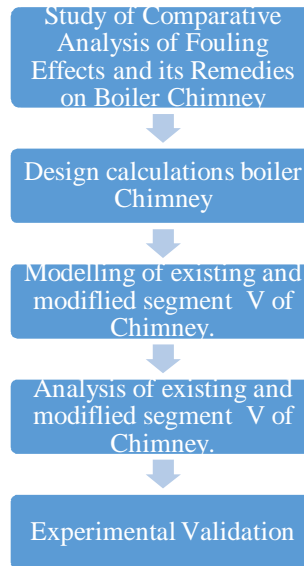 Study of Comparative
Analysis of Fouling
Effects and its Remedies
on Boiler Chimney
Design calculations boiler
Chimney
Modelling of existing and
modiflied segment V of
Chimney.
Analysis of existing and
modiflied segment V of
Chimney.
Experimental Validation